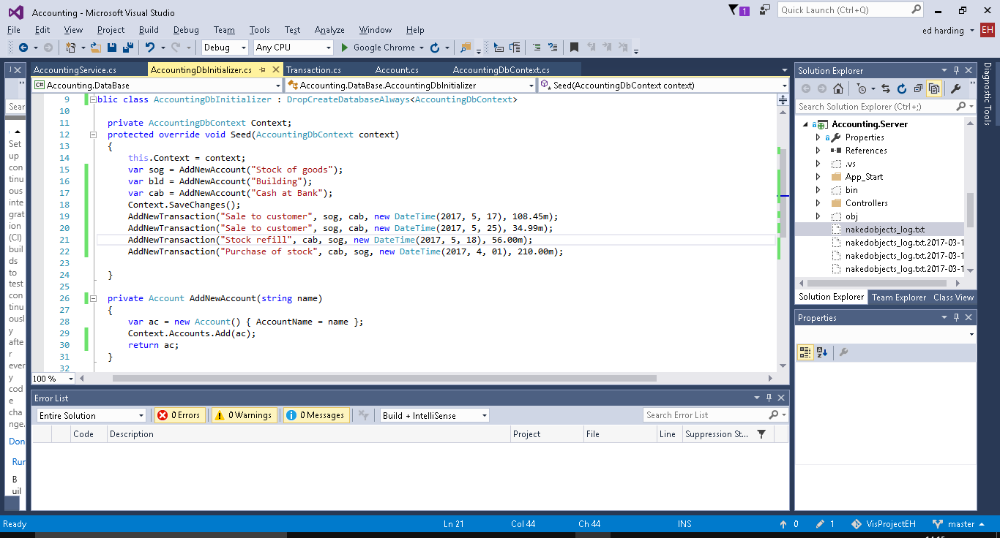 Accounting - Microsoft Visual Studio
1
Quick Launch (Ctrl+Q)
File Edit View Project Build Debug Team Tools Test Analyze Window Help
ed harding EH
Debug Any CPU Google Chrome
AccountingService.cs AccountingDbInitializer.cs Transaction.cs Account.cs AccountingDbContext.cs
C# Accounting.DataBase Accounting.DataBase.AccountingDbInitializer Seed(AccountingDbContext context)
9 blic class AccountingDbInitializer : DropCreateDatabaseAlways<AccountingDbContext>
10
11 private AccountingDbContext Context;
12 protected override void Seed(AccountingDbContext context)
13 {
14 this.Context = context;
15 var sog = AddNewAccount("Stock of goods");
16 var bld = AddNewAccount("Building");
17 var cab = AddNewAccount("Cash at Bank");
18 Context.SaveChanges();
19 AddNewTransaction("Sale to customer", sog, cab, new DateTime(2017, 5, 17), 108.45m);
20 AddNewTransaction("Sale to customer", sog, cab, new DateTime(2017, 5, 25), 34.99m);
21 AddNewTransaction("Stock refill", cab, sog, new DateTime(2017, 5, 18), 56.00m);
22 AddNewTransaction("Purchase of stock", cab, sog, new DateTime(2017, 4, 01), 210.00m);
23
24 }
25
26 private Account AddNewAccount(string name)
27 {
28 var ac = new Account() { AccountName = name };
29 Context.Accounts.Add(ac);
30 return ac;
31 }
32
100 %
Sear
Set
up
con
tinu
ous
inte
grat
ion
(CI)
buil
ds
to
test
con
tinu
ousl
y
afte
r
ever
y
cod
e
cha
nge.
Don
Run
B
uil
Solution Explorer
Search Solution Explorer (Ctrl+;)
Accounting.Server
Properties
References
.vs
App_Start
bin
Controllers
obj
nakedobjects_log.txt
nakedobjects_log.txt.2017-03-1
nakedobjects_log.txt.2017-03-1
nakedobjects_log.txt.2017-03-1
Solution Explorer Team Explorer Class View
Properties
Diagnostic Tools
Error List
Entire Solution 0 Errors 0 Warnings 0 Messages Build + IntelliSense Search Error List
Code Description Project File Line Suppression St...
Ready Ln 21 Col 44 Ch 44 INS 0 1 VisProjectEH master